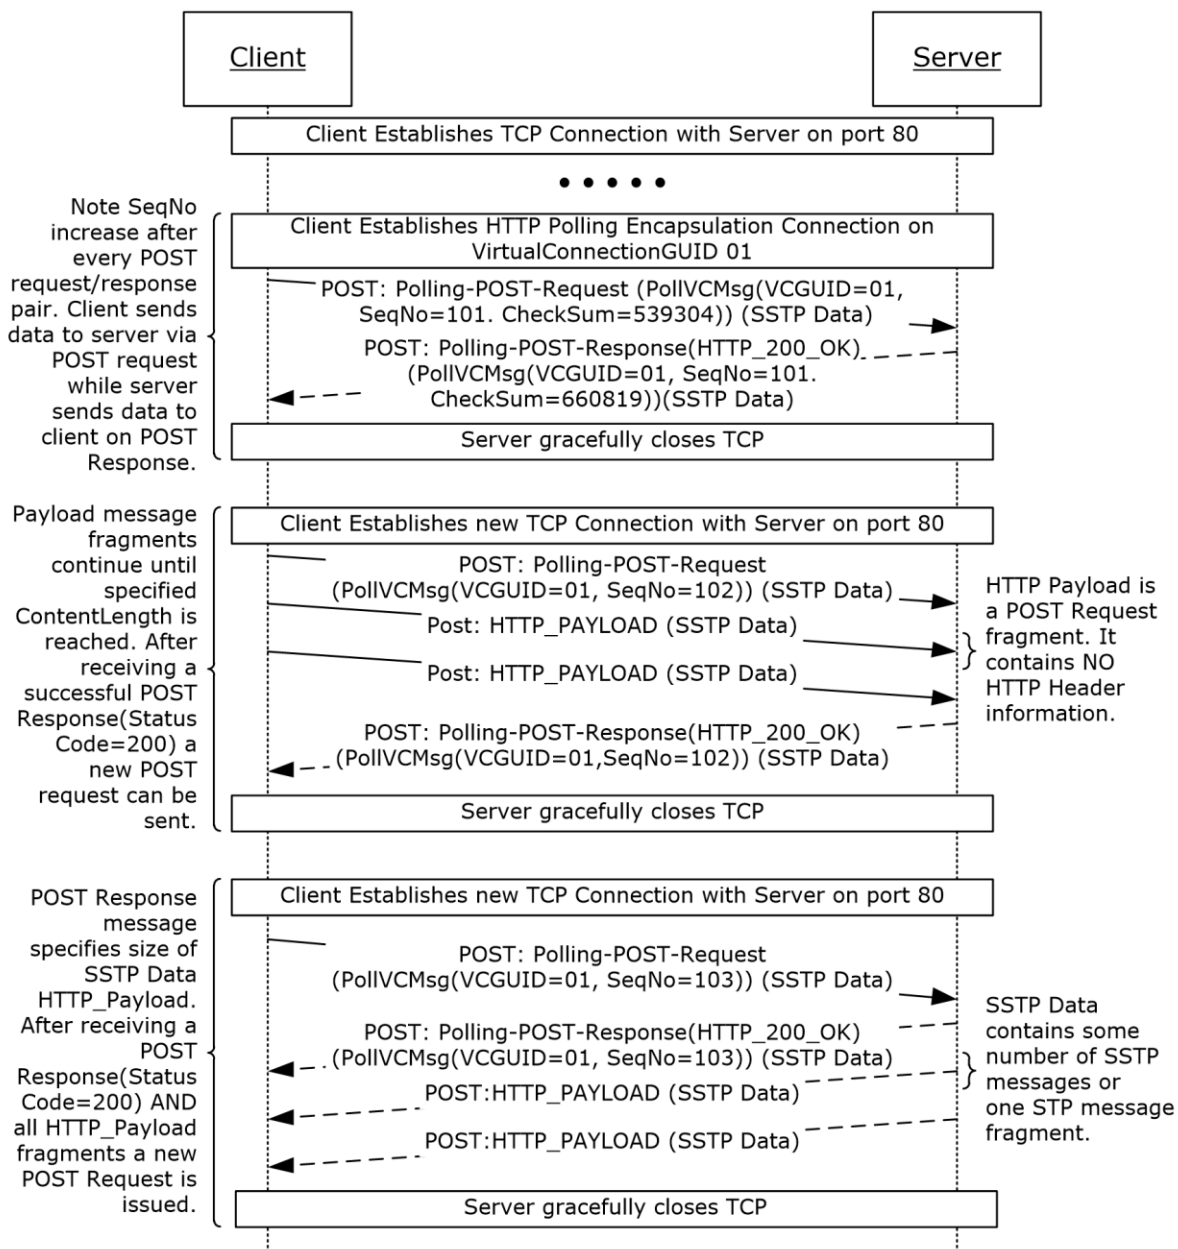 Client
Server
Client Establishes TCP Connection with Server on port 80
Note SeqNo
increase after
every POST
request/response
pair. Client sends
data to server via
POST request
while server
sends data to
client on POST
Response.
Client Establishes HTTP Polling Encapsulation Connection on
VirtualConnectionGUID 01
POST: Polling-POST-Request (PollVCMsg(VCGUID=01,
SeqNo=101. CheckSum=539304)) (SSTP Data)
POST: Polling-POST-Response(HTTP_200_OK)
(PollVCMsg(VCGUID=01, SeqNo=101.
CheckSum=660819))(SSTP Data)
Server gracefully closes TCP
Payload message
fragments
continue until
specified
ContentLength is
reached. After
receiving a
successful POST
Response(Status
Code=200) a
new POST
request can be
sent.
Client Establishes new TCP Connection with Server on port 80
POST: Polling-POST-Request
(PollVCMsg(VCGUID=01, SeqNo=102)) (SSTP Data)
Post: HTTP_PAYLOAD (SSTP Data)
Post: HTTP_PAYLOAD (SSTP Data)
POST: Polling-POST-Response(HTTP_200_OK)
(PollVCMsg(VCGUID=01,SeqNo=102)) (SSTP Data)
HTTP Payload is
a POST Request
fragment. It
contains NO
HTTP Header
information.
Server gracefully closes TCP
POST Response
message
specifies size of
SSTP Data
HTTP_Payload.
After receiving a
POST
Response(Status
Code=200) AND
all HTTP_Payload
fragments a new
POST Request is
issued.
Client Establishes new TCP Connection with Server on port 80
POST: Polling-POST-Request
(PollVCMsg(VCGUID=01, SeqNo=103)) (SSTP Data)
POST: Polling-POST-Response(HTTP_200_OK)
(PollVCMsg(VCGUID=01, SeqNo=103)) (SSTP Data)
POST:HTTP_PAYLOAD (SSTP Data)
POST:HTTP_PAYLOAD (SSTP Data)
SSTP Data
contains some
number of SSTP
messages or
one STP message
fragment.
Server gracefully closes TCP